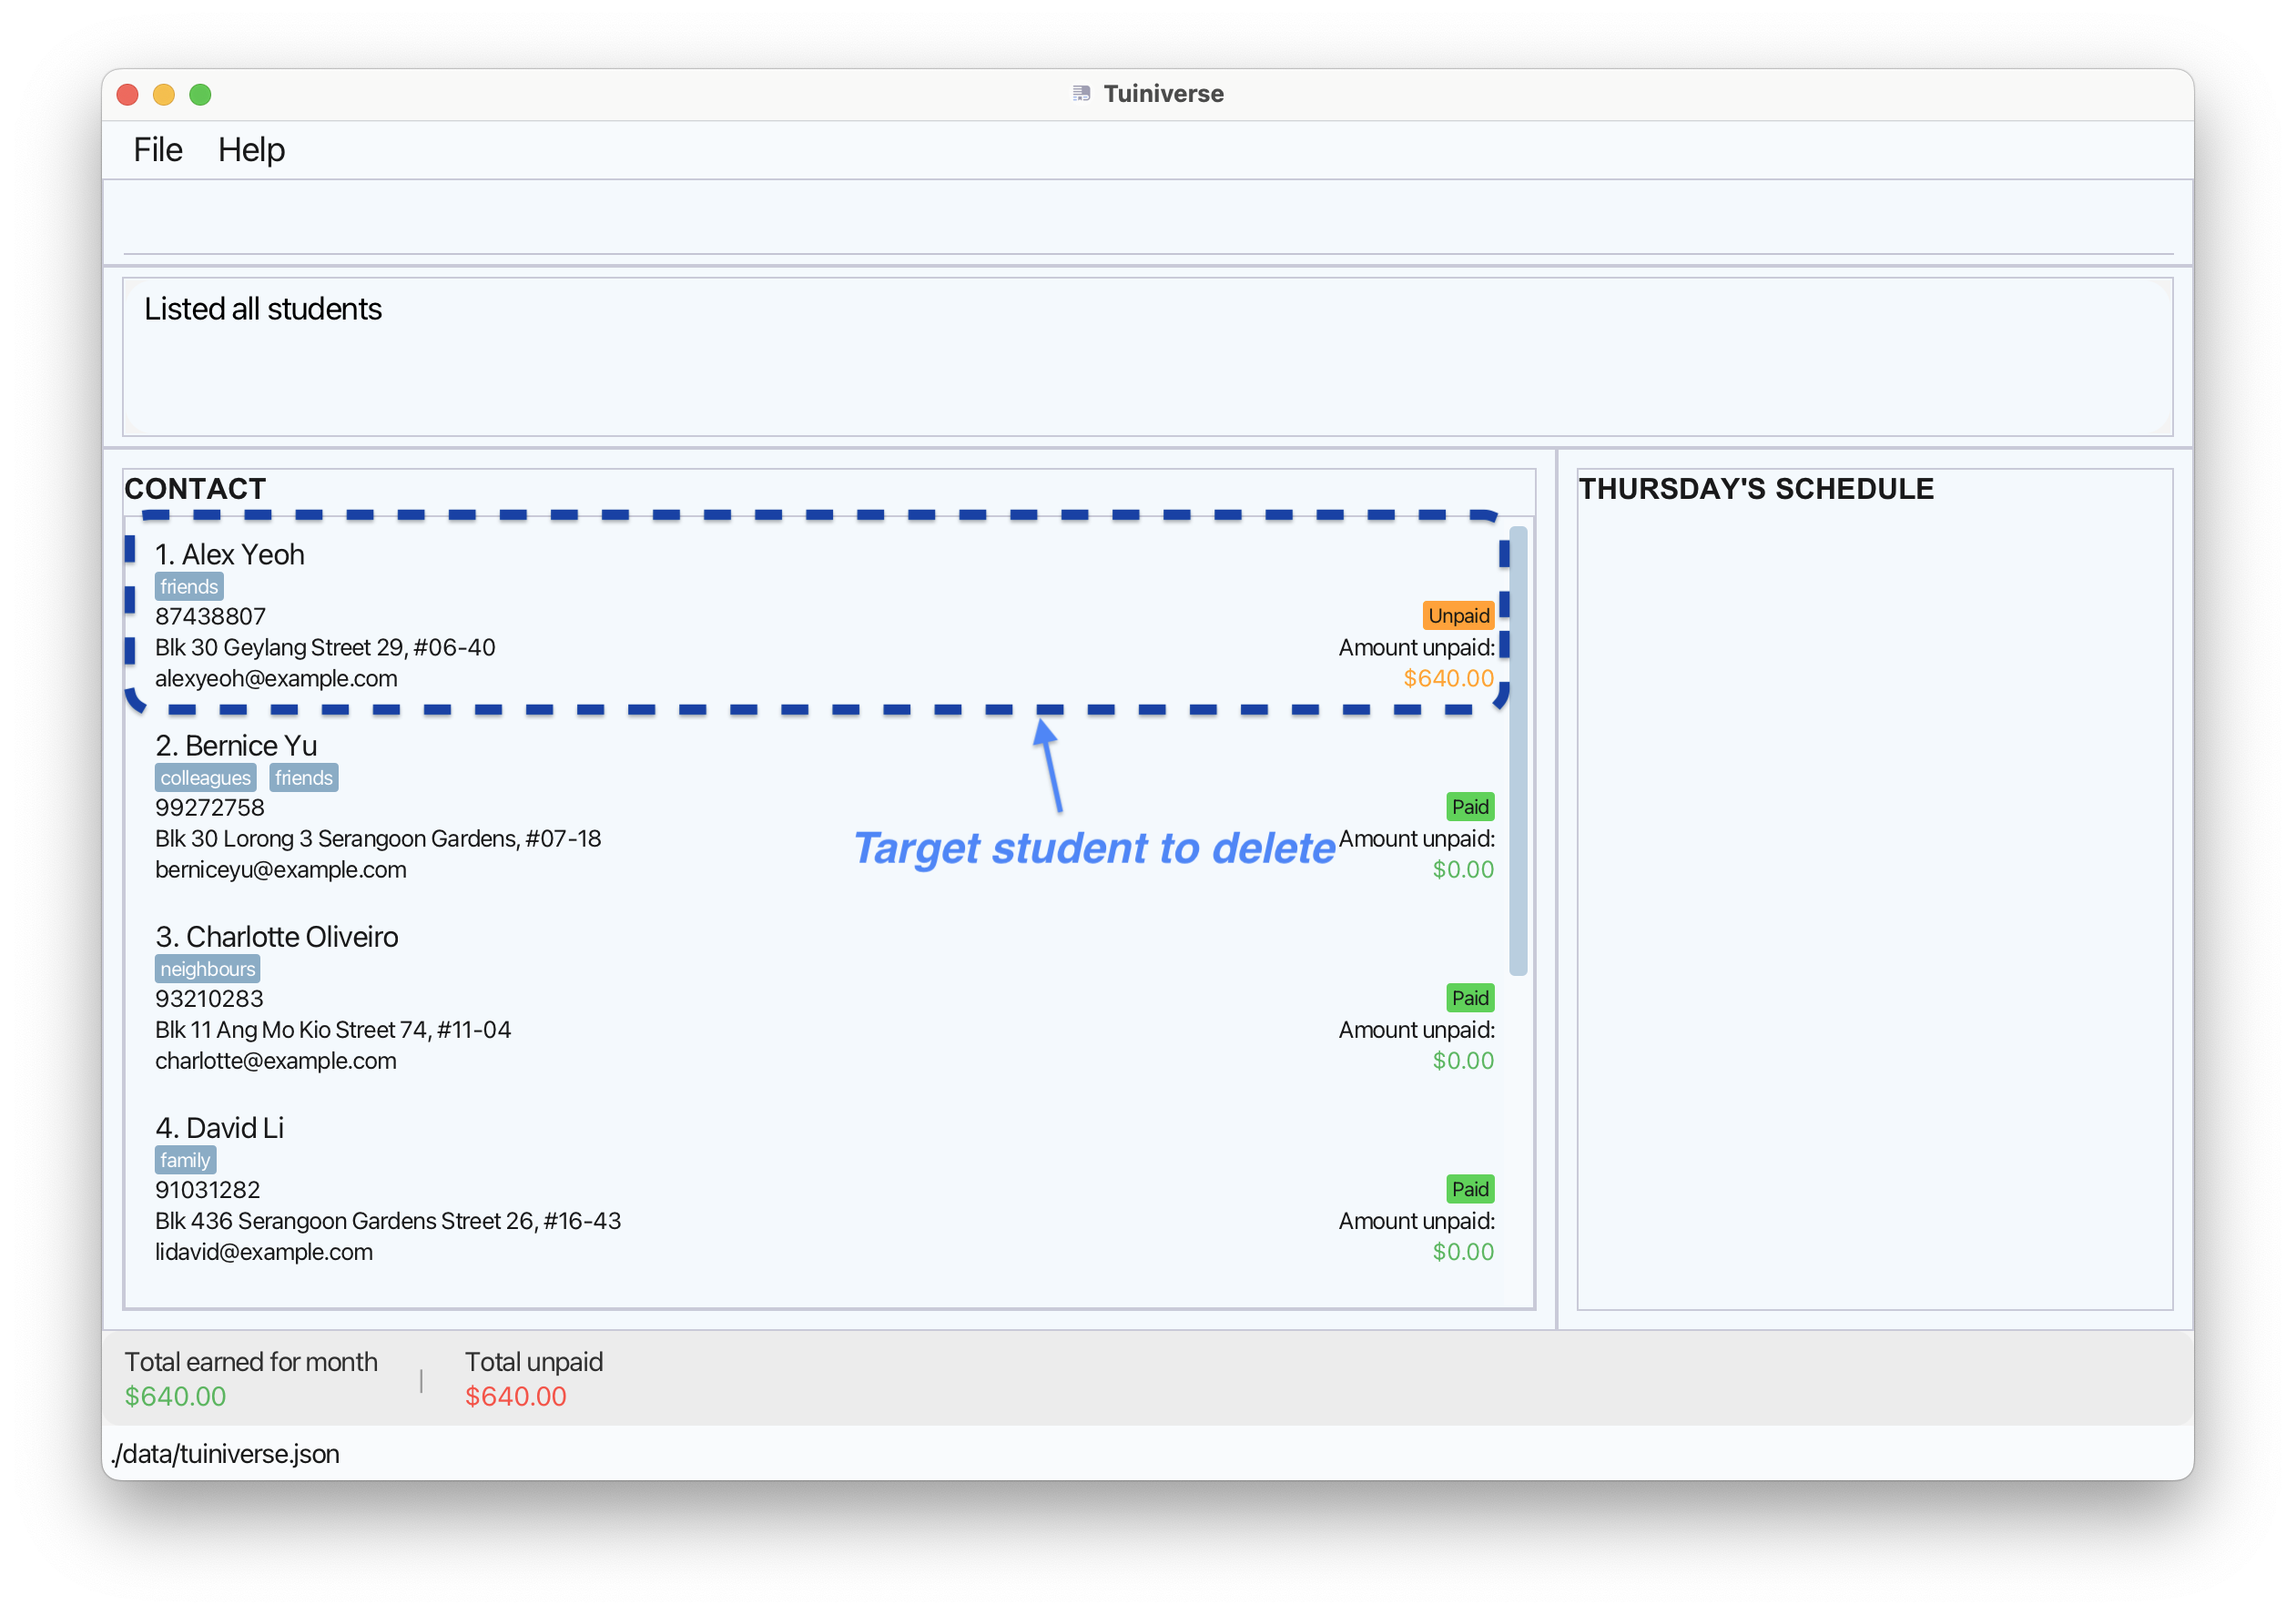 Tuiniverse
File Help
Listed all students
CONTACT
1. Alex Yeoh
friends
87438807
Unpaid
Blk 30 Geylang Street 29, #06-40
Amount unpaid:
alexyeoh@example.com
$640.00
2. Bernice Yu
colleagues friends
99272758
Paid
Blk 30 Lorong 3 Serangoon Gardens, #07-18
Target student to delete
Amount unpaid:
berniceyu@example.com
$0.00
3. Charlotte Oliveiro
neighbours
93210283
Paid
Blk 11 Ang Mo Kio Street 74, #11-04
Amount unpaid:
charlotte@example.com
$0.00
4. David Li
family
91031282
Paid
Blk 436 Serangoon Gardens Street 26, #16-43
Amount unpaid:
lidavid@example.com
$0.00
THURSDAY'S SCHEDULE
Total earned for month | Total unpaid
$640.00 $640.00
./data/tuiniverse.json